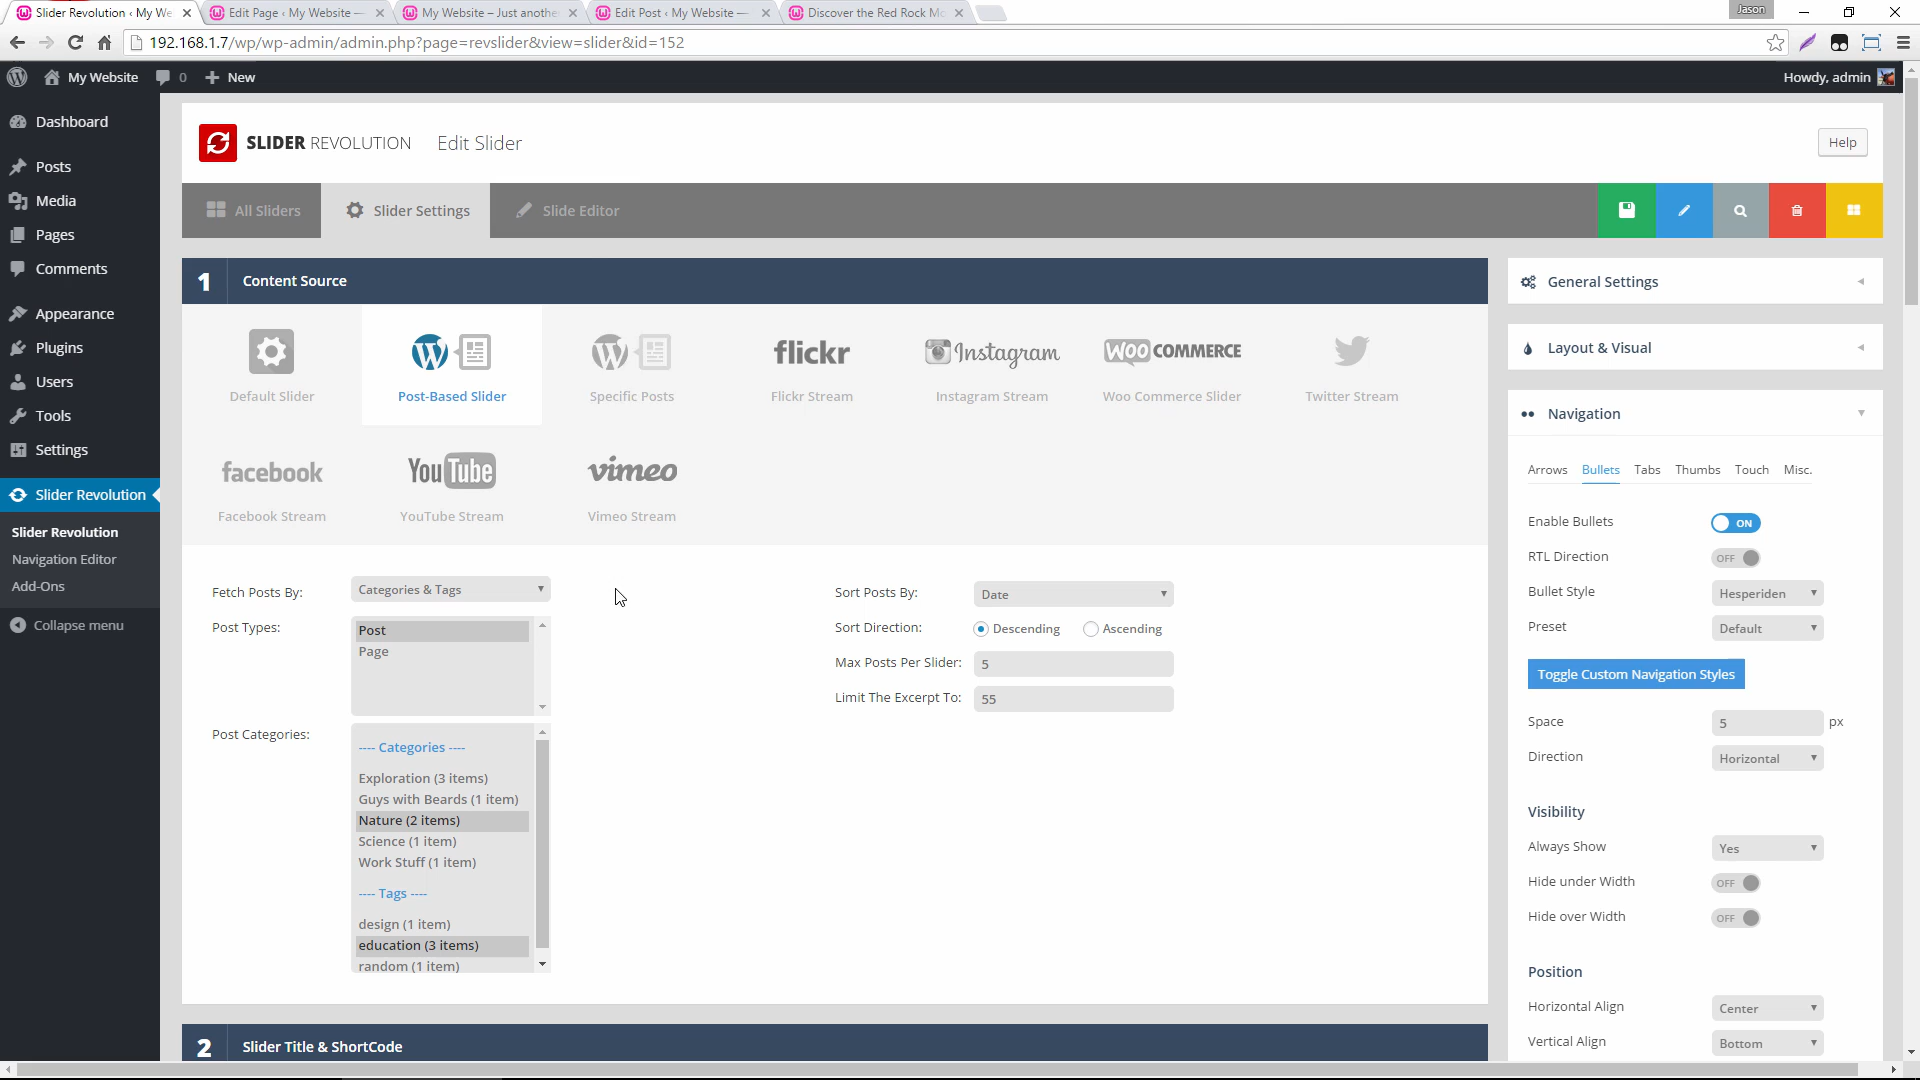 Slider Revolution ‹ My We
Edit Page ‹ My Website —
My Website – Just anothe
Edit Post ‹ My Website —
Discover the Red Rock Mo
Jason
192.168.1.7/wp/wp-admin/admin.php?page=revslider&view=slider&id=152
My Website
0
New
Howdy, admin
Dashboard
Posts
Media
Pages
Comments
Appearance
Plugins
Users
Tools
Settings
Slider Revolution
Slider Revolution
Navigation Editor
Add-Ons
Collapse menu
SLIDER REVOLUTION
Edit Slider
Help
All Sliders
Slider Settings
Slide Editor
1
Content Source
Default Slider
Post-Based Slider
Specific Posts
flickr
Flickr Stream
Instagram
Instagram Stream
WOO COMMERCE
Woo Commerce Slider
Twitter Stream
facebook
Facebook Stream
YouTube
YouTube Stream
vimeo
Vimeo Stream
Fetch Posts By:
Categories & Tags
Post Types:
Post
Page
Post Categories:
---- Categories ----
Exploration (3 items)
Guys with Beards (1 item)
Nature (2 items)
Science (1 item)
Work Stuff (1 item)
---- Tags ----
design (1 item)
education (3 items)
random (1 item)
Sort Posts By:
Date
Sort Direction:
Descending
Ascending
Max Posts Per Slider:
5
Limit The Excerpt To:
55
2
Slider Title & ShortCode
General Settings
Layout & Visual
Navigation
Arrows Bullets Tabs Thumbs Touch Misc.
Enable Bullets
ON
RTL Direction
OFF
Bullet Style
Hesperiden
Preset
Default
Toggle Custom Navigation Styles
Space
5
px
Direction
Horizontal
Visibility
Always Show
Yes
Hide under Width
OFF
Hide over Width
OFF
Position
Horizontal Align
Center
Vertical Align
Bottom